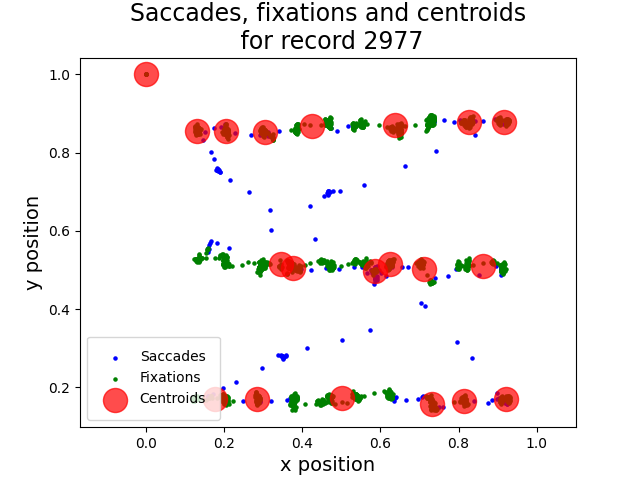 Saccades, fixations and centroids
for record 2977
y position
1.0
0.8
0.6
0.4
0.2
Saccades
Fixations
Centroids
0.0 0.2 0.4 0.6 0.8 1.0
x position